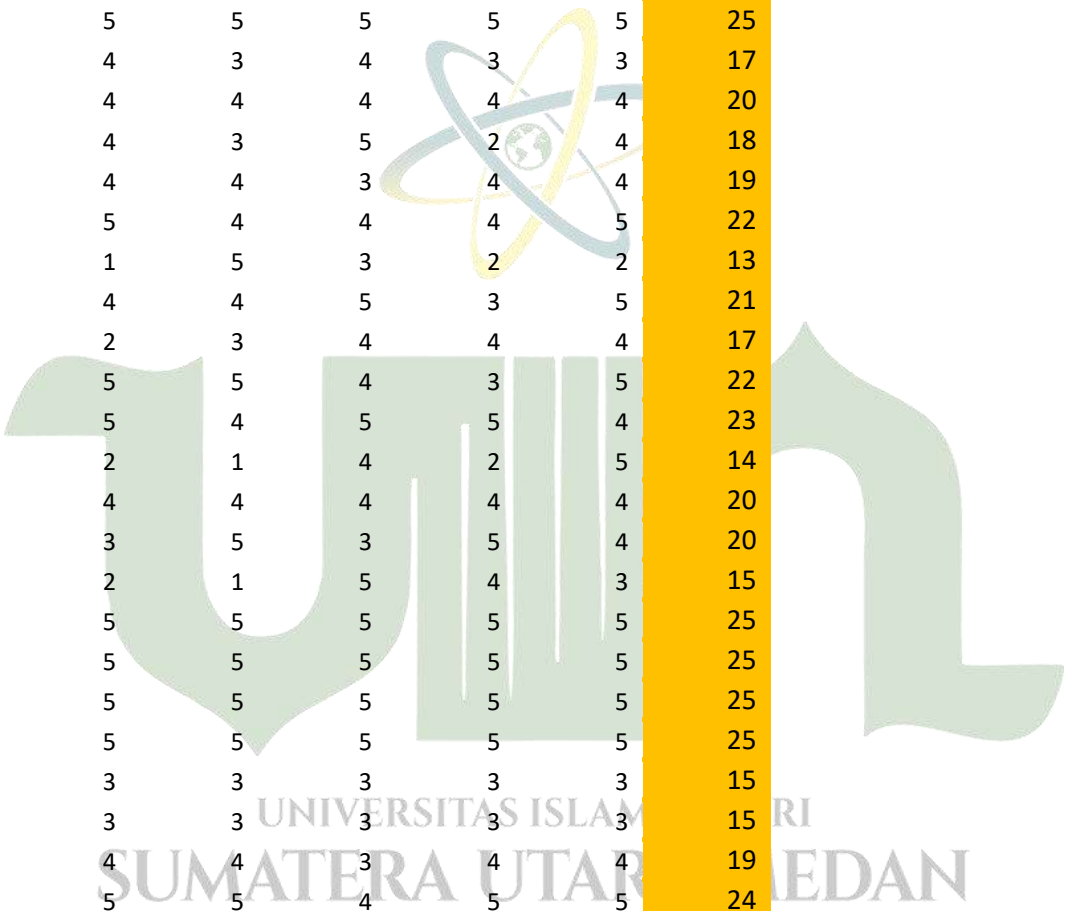 5 5 5 5 5 25
4 3 4 3 3 17
4 4 4 4 4 20
4 3 5 2 4 18
4 4 3 4 4 19
5 4 4 4 5 22
1 5 3 2 2 13
4 4 5 3 5 21
2 3 4 4 4 17
5 5 4 3 5 22
5 4 5 5 4 23
2 1 4 2 5 14
4 4 4 4 4 20
3 5 3 5 4 20
2 1 5 4 3 15
5 5 5 5 5 25
5 5 5 5 5 25
5 5 5 5 5 25
5 5 5 5 5 25
3 3 3 3 3 15
UNIVERSITAS ISLAM RI
3 3 3 3 3 15
4 4 3 4 4 19
SUMATERA UTAR EDAN
5 5 4 5 5 24